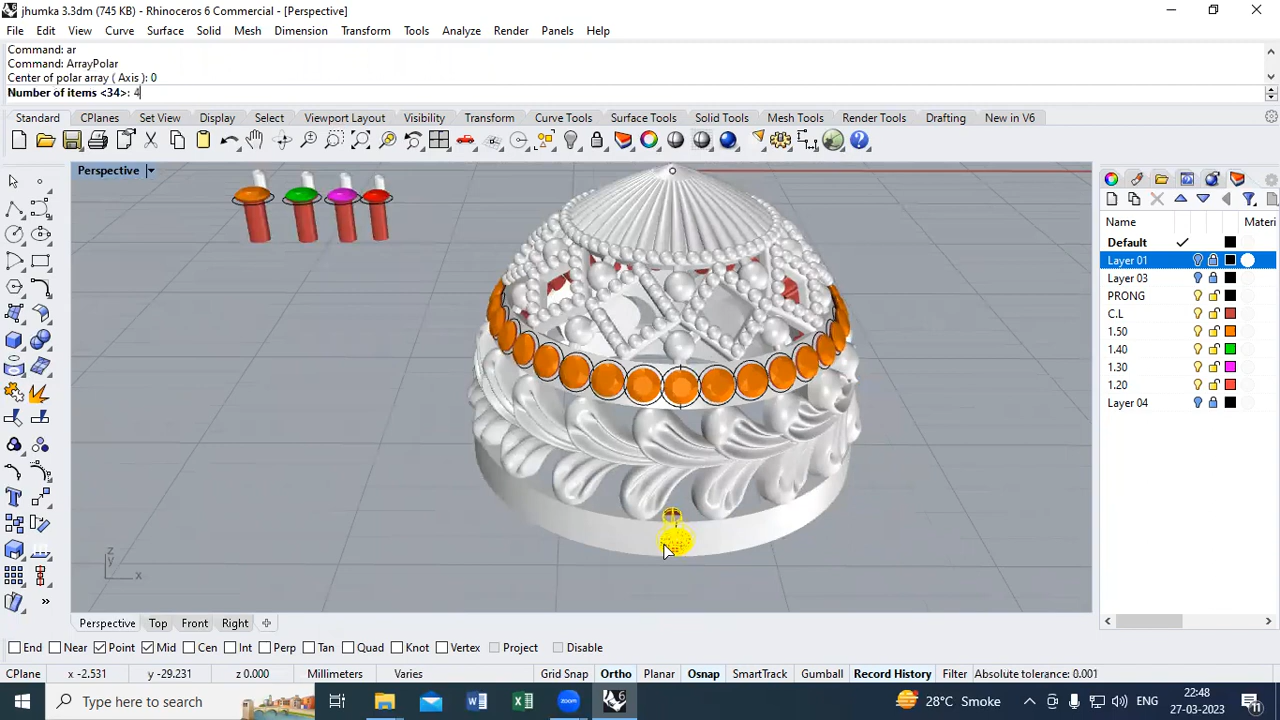 jhumka 3.3dm (745 KB) - Rhinoceros 6 Commercial - [Perspective]
File Edit View Curve Surface Solid Mesh Dimension Transform Tools Analyze Render Panels Help
Command: ar
Command: ArrayPolar
Center of polar array ( Axis ): 0
Number of items <34>: 4
Standard CPlanes Set View Display Select Viewport Layout Visibility Transform Curve Tools Surface Tools Solid Tools Mesh Tools Render Tools Drafting New in V6
Perspective
Name Materi
Default
Layer 01
Layer 03
PRONG
C.L
1.50
1.40
1.30
1.20
Layer 04
z
y
x
Perspective Top Front Right
End Near Point Mid Cen Int Perp Tan Quad Knot Vertex Project Disable
CPlane x -2.531 y -29.231 z 0.000 Millimeters Varies Grid Snap Ortho Planar Osnap SmartTrack Gumball Record History Filter Absolute tolerance: 0.001
Type here to search
zoom
28°C Smoke
ENG
22:48
27-03-2023
11